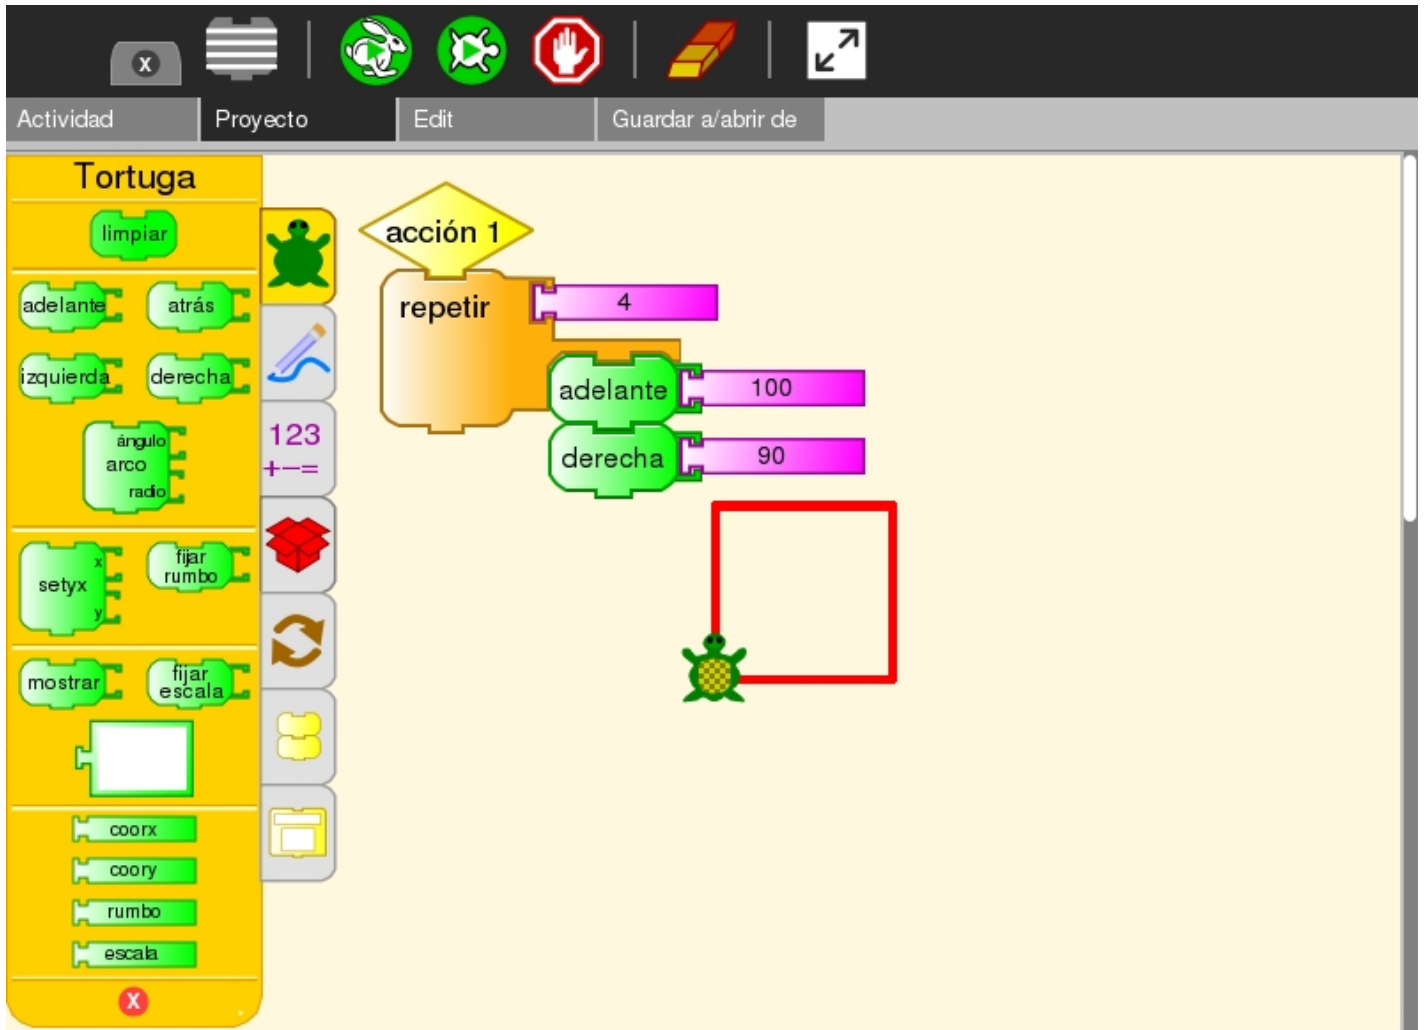 x
Actividad
Proyecto
Edit
Guardar a/abrir de
Tortuga
limpiar
adelante
atrás
izquierda
derecha
ángulo
arco
radio
setyx
x
y
fijar
rumbo
mostrar
fijar
escala
coorx
coory
rumbo
escala
X
123
+−=
acción 1
repetir
4
adelante
100
derecha
90